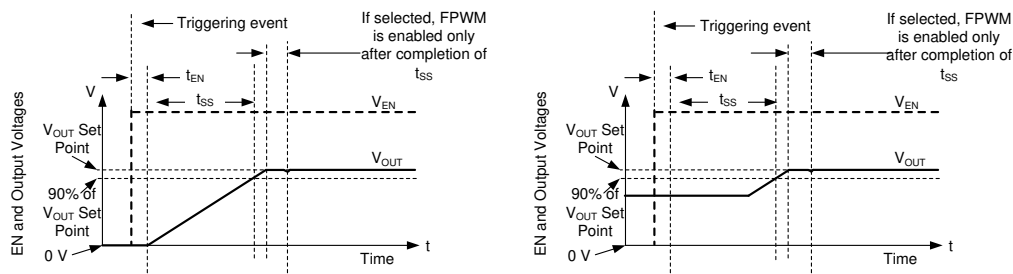 Triggering event
If selected, FPWM
is enabled only
after completion of
tSS
tEN
tSS
V
VEN
VOUT Set
Point
VOUT
90% of
VOUT Set
Point
0 V
t
Time
EN and Output Voltages
Triggering event
If selected, FPWM
is enabled only
after completion of
tSS
tEN
tSS
V
VEN
VOUT Set
Point
VOUT
90% of
VOUT Set
Point
0 V
t
Time
EN and Output Voltages